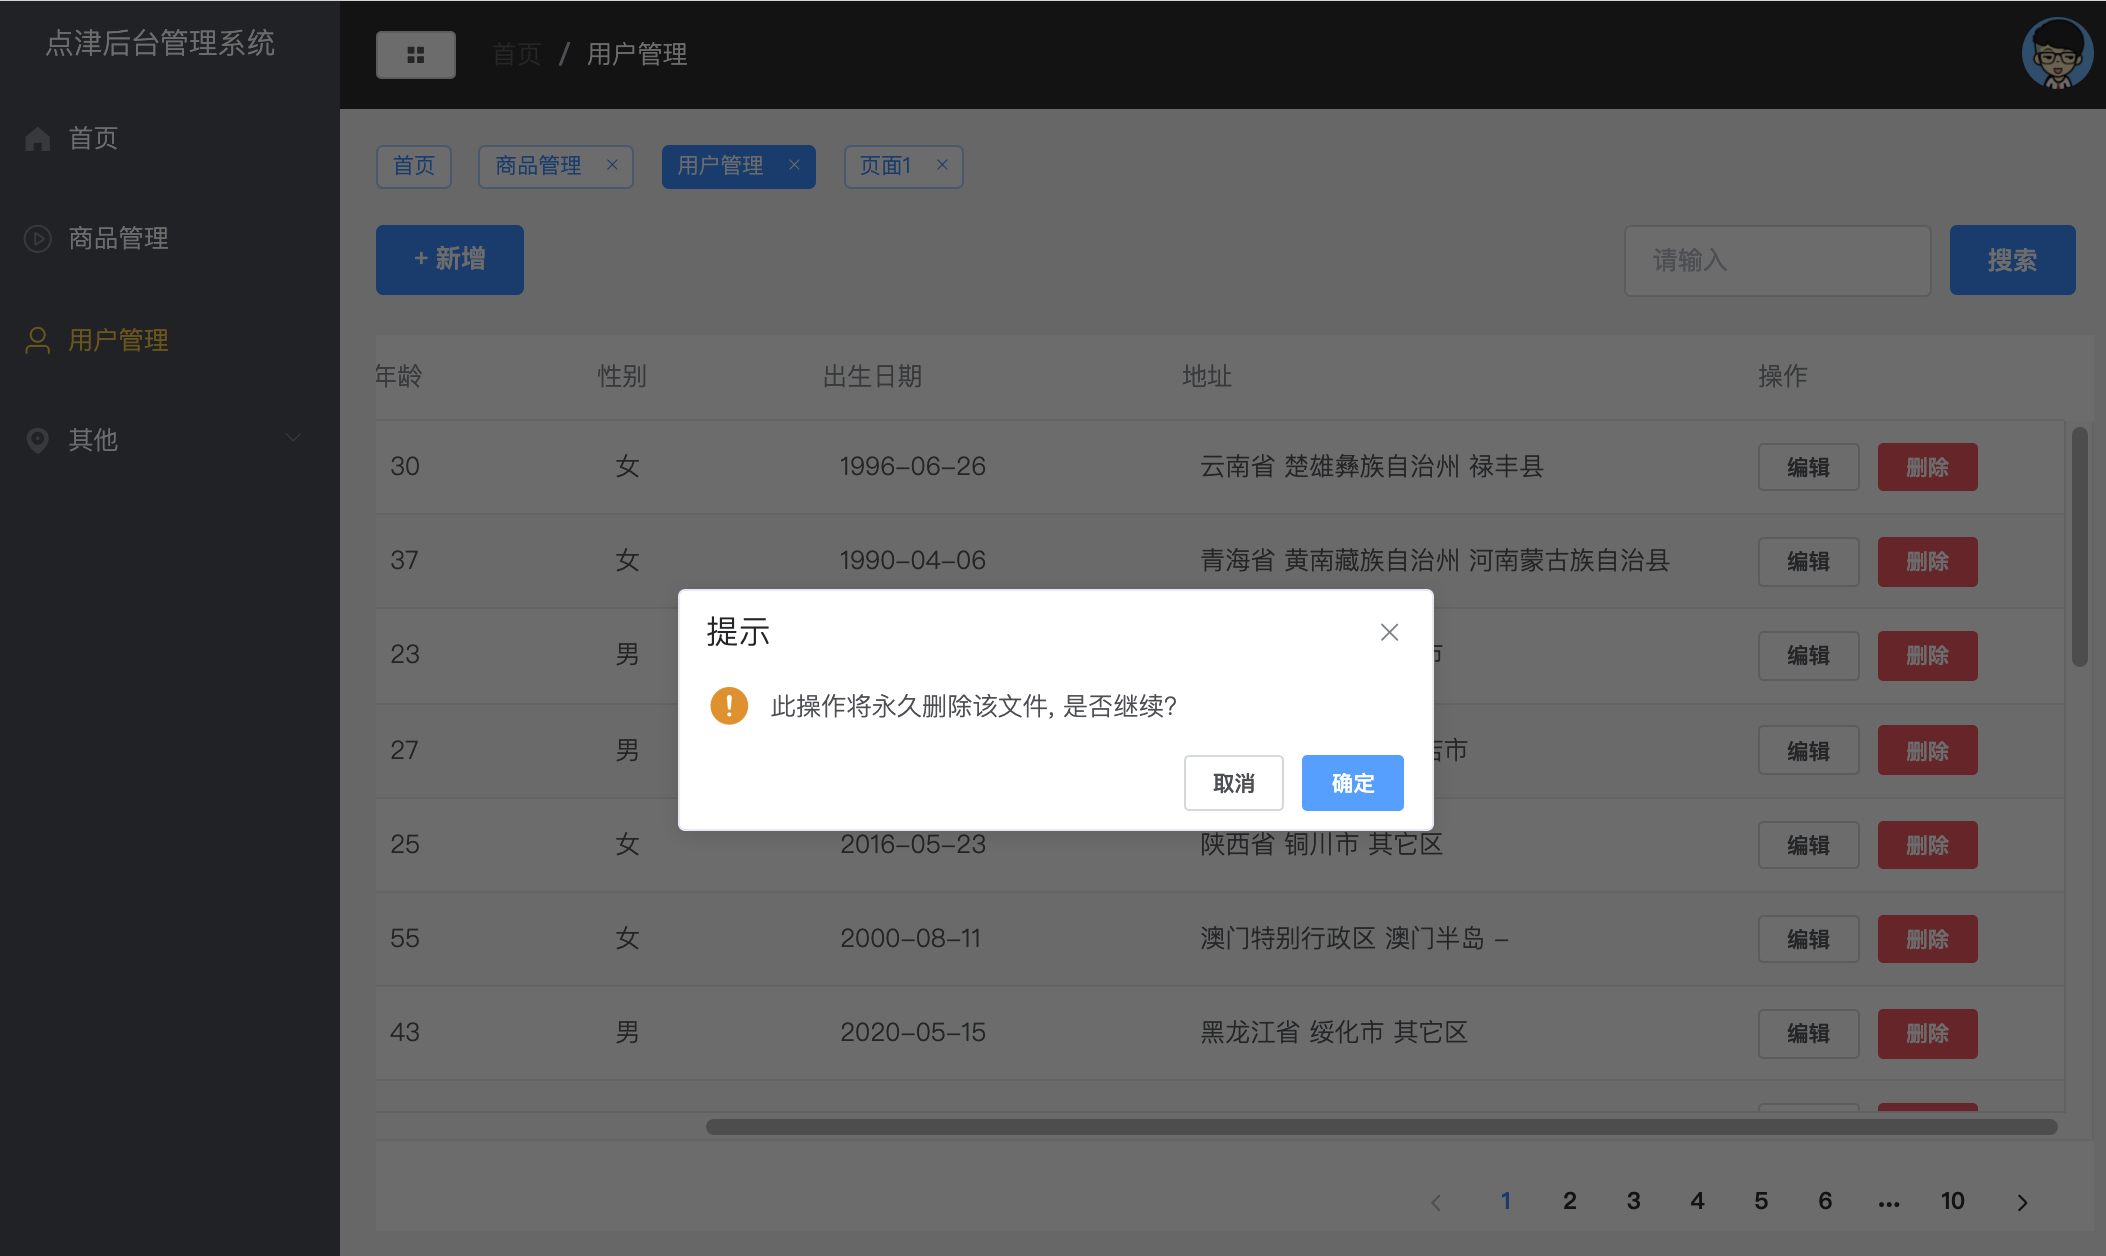 点津后台管理系统
首页 / 用户管理
首页
商品管理
用户管理
其他
首页 商品管理 × 用户管理 × 页面1 ×
+ 新增
请输入 搜索
年龄 性别 出生日期 地址 操作
30 女 1996-06-26 云南省 楚雄彝族自治州 禄丰县 编辑 删除
37 女 1990-04-06 青海省 黄南藏族自治州 河南蒙古族自治县 编辑 删除
23 男 编辑 删除
27 男 市 编辑 删除
25 女 2016-05-23 陕西省 铜川市 其它区 编辑 删除
55 女 2000-08-11 澳门特别行政区 澳门半岛 - 编辑 删除
43 男 2020-05-15 黑龙江省 绥化市 其它区 编辑 删除
提示
此操作将永久删除该文件, 是否继续?
取消 确定
1 2 3 4 5 6 ... 10